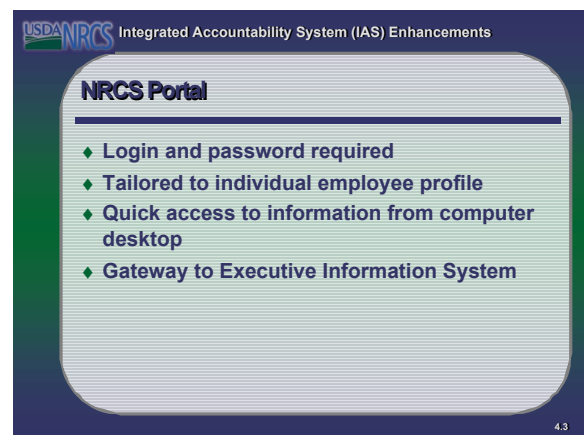 USDA NRCS Integrated Accountability System (IAS) Enhancements
NRCS Portal
♦ Login and password required
♦ Tailored to individual employee profile
♦ Quick access to information from computer
desktop
♦ Gateway to Executive Information System
4.3